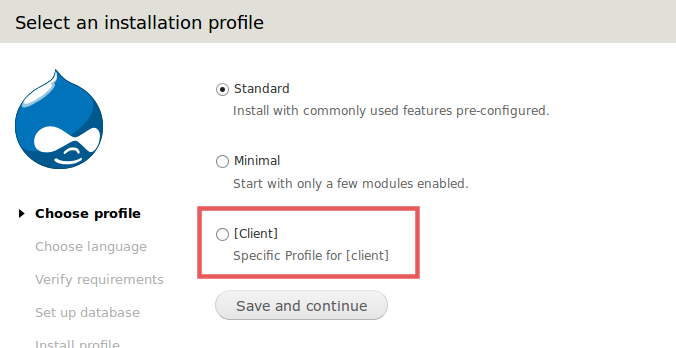 Select an installation profile
Standard
Install with commonly used features pre-configured.
Minimal
Start with only a few modules enabled.
[Client]
Specific Profile for [client]
Save and continue
Choose profile
Choose language
Verify requirements
Set up database
Install profile